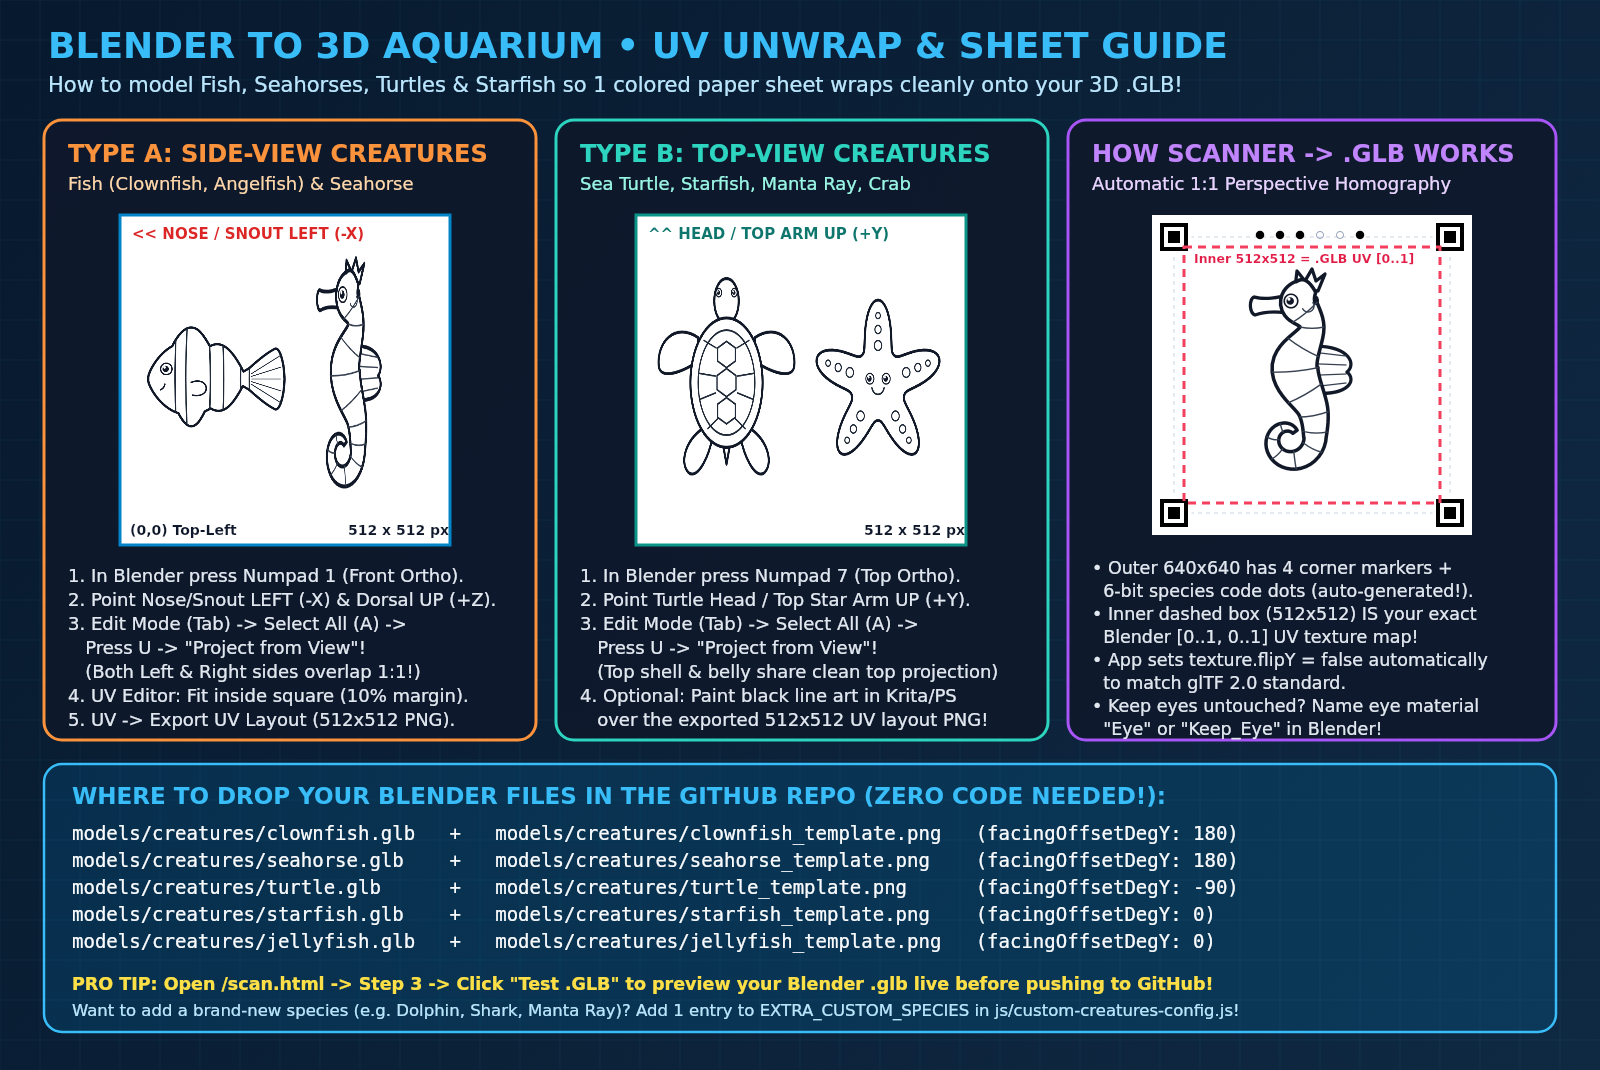 BLENDER TO 3D AQUARIUM • UV UNWRAP & SHEET GUIDE
How to model Fish, Seahorses, Turtles & Starfish so 1 colored paper sheet wraps cleanly onto your 3D .GLB!
TYPE A: SIDE-VIEW CREATURES
Fish (Clownfish, Angelfish) & Seahorse
<< NOSE / SNOUT LEFT (-X)
(0,0) Top-Left
512 x 512 px
1. In Blender press Numpad 1 (Front Ortho).
2. Point Nose/Snout LEFT (-X) & Dorsal UP (+Z).
3. Edit Mode (Tab) -> Select All (A) ->
Press U -> "Project from View"!
(Both Left & Right sides overlap 1:1!)
4. UV Editor: Fit inside square (10% margin).
5. UV -> Export UV Layout (512x512 PNG).
TYPE B: TOP-VIEW CREATURES
Sea Turtle, Starfish, Manta Ray, Crab
^^ HEAD / TOP ARM UP (+Y)
512 x 512 px
1. In Blender press Numpad 7 (Top Ortho).
2. Point Turtle Head / Top Star Arm UP (+Y).
3. Edit Mode (Tab) -> Select All (A) ->
Press U -> "Project from View"!
(Top shell & belly share clean top projection)
4. Optional: Paint black line art in Krita/PS
over the exported 512x512 UV layout PNG!
HOW SCANNER -> .GLB WORKS
Automatic 1:1 Perspective Homography
Inner 512x512 = .GLB UV [0..1]
• Outer 640x640 has 4 corner markers +
6-bit species code dots (auto-generated!).
• Inner dashed box (512x512) IS your exact
Blender [0..1, 0..1] UV texture map!
• App sets texture.flipY = false automatically
to match glTF 2.0 standard.
• Keep eyes untouched? Name eye material
"Eye" or "Keep_Eye" in Blender!
WHERE TO DROP YOUR BLENDER FILES IN THE GITHUB REPO (ZERO CODE NEEDED!):
models/creatures/clownfish.glb + models/creatures/clownfish_template.png (facingOffsetDegY: 180)
models/creatures/seahorse.glb + models/creatures/seahorse_template.png (facingOffsetDegY: 180)
models/creatures/turtle.glb + models/creatures/turtle_template.png (facingOffsetDegY: -90)
models/creatures/starfish.glb + models/creatures/starfish_template.png (facingOffsetDegY: 0)
models/creatures/jellyfish.glb + models/creatures/jellyfish_template.png (facingOffsetDegY: 0)
PRO TIP: Open /scan.html -> Step 3 -> Click "Test .GLB" to preview your Blender .glb live before pushing to GitHub!
Want to add a brand-new species (e.g. Dolphin, Shark, Manta Ray)? Add 1 entry to EXTRA_CUSTOM_SPECIES in js/custom-creatures-config.js!